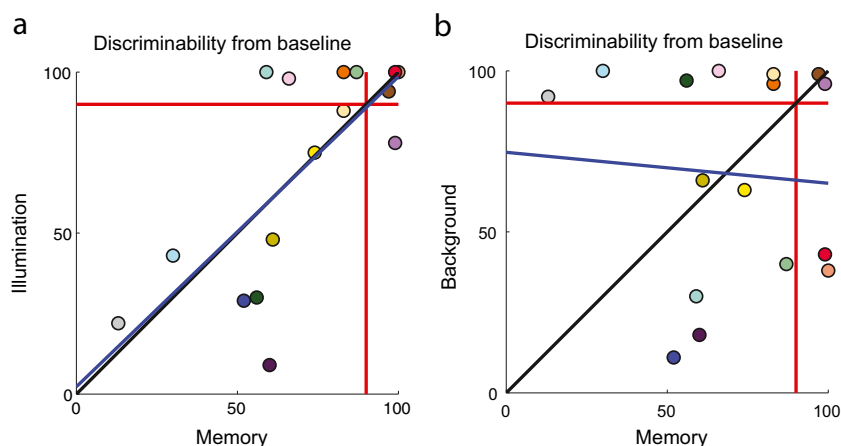 a
Discriminability from baseline
100
50
0
0
50
100
Illumination
Memory
b
Discriminability from baseline
100
50
0
0
50
100
Background
Memory